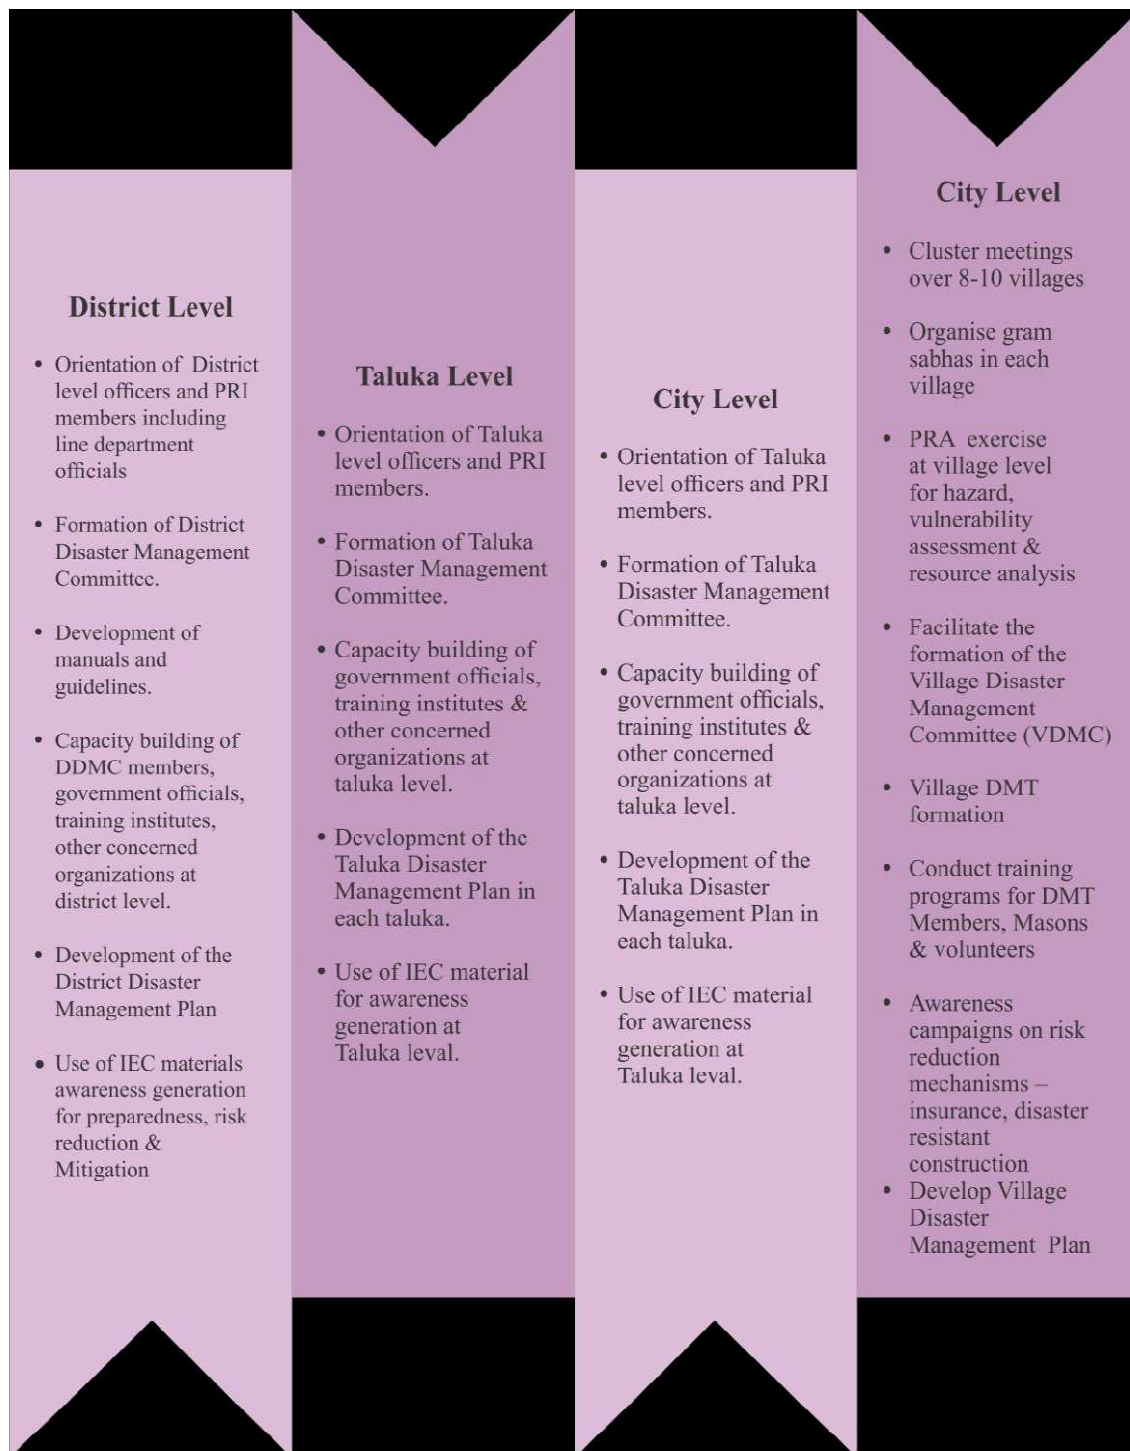 District Level
• Orientation of District
level officers and PRI
members including
line department
officials
• Formation of District
Disaster Management
Committee.
• Development of
manuals and
guidelines.
• Capacity building of
DDMC members,
government officials,
training institutes,
other concerned
organizations at
district level.
• Development of the
District Disaster
Management Plan
• Use of IEC materials
awareness generation
for preparedness, risk
reduction &
Mitigation
Taluka Level
• Orientation of Taluka
level officers and PRI
members.
• Formation of Taluka
Disaster Management
Committee.
• Capacity building of
government officials,
training institutes &
other concerned
organizations at
taluka level.
• Development of the
Taluka Disaster
Management Plan in
each taluka.
• Use of IEC material
for awareness
generation at
Taluka leval.
City Level
• Orientation of Taluka
level officers and PRI
members.
• Formation of Taluka
Disaster Management
Committee.
• Capacity building of
government officials,
training institutes &
other concerned
organizations at
taluka level.
• Development of the
Taluka Disaster
Management Plan in
each taluka.
• Use of IEC material
for awareness
generation at
Taluka leval.
City Level
• Cluster meetings
over 8-10 villages
• Organise gram
sabhas in each
village
• PRA exercise
at village level
for hazard,
vulnerability
assessment &
resource analysis
• Facilitate the
formation of the
Village Disaster
Management
Committee (VDMC)
• Village DMT
formation
• Conduct training
programs for DMT
Members, Masons
& volunteers
• Awareness
campaigns on risk
reduction
mechanisms –
insurance, disaster
resistant
construction
• Develop Village
Disaster
Management Plan